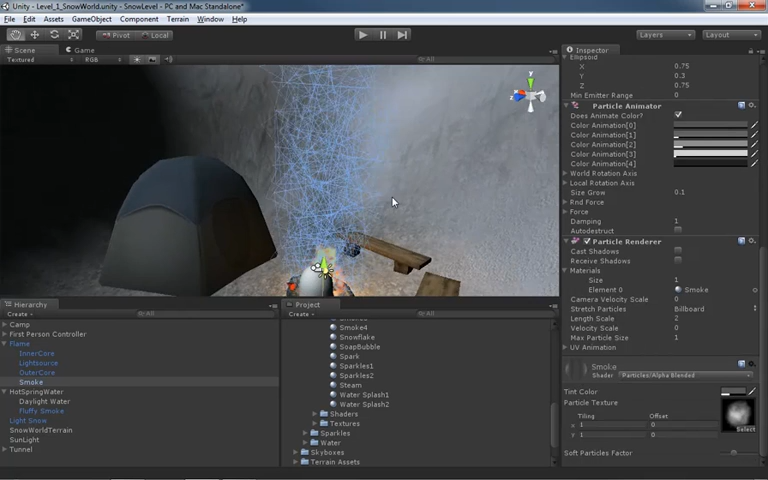 Unity - Level_1_SnowWorld.unity - SnowLevel - PC and Mac Standalone*
File Edit Assets GameObject Component Terrain Window Help
Pivot Local Layers Layout
Scene Game
Textured RGB All
y
z
Inspector
Ellipsoid
X 0.75
Y 0.3
Z 0.75
Min Emitter Range 0
Particle Animator
Does Animate Color?
Color Animation[0]
Color Animation[1]
Color Animation[2]
Color Animation[3]
Color Animation[4]
World Rotation Axis
Local Rotation Axis
Size Grow 0.1
Rnd Force
Force
Damping 1
Autodestruct
Particle Renderer
Cast Shadows
Receive Shadows
Materials
Size 1
Element 0 Smoke
Camera Velocity Scale 0
Stretch Particles Billboard
Length Scale 2
Velocity Scale 0
Max Particle Size 1
UV Animation
Smoke
Shader Particles/Alpha Blended
Tint Color
Particle Texture
Tiling Offset
x 1 0
y 1 0
Select
Soft Particles Factor
Hierarchy
Create All
Camp
First Person Controller
Flame
InnerCore
Lightsource
OuterCore
Smoke
HotSpringWater
Daylight Water
Fluffy Smoke
Light Snow
SnowWorldTerrain
SunLight
Tunnel
Project
Create All
Smoke4
Snowflake
SoapBubble
Spark
Sparkles1
Sparkles2
Steam
Water Splash1
Water Splash2
Shaders
Textures
Sparkles
Water
Skyboxes
Terrain Assets